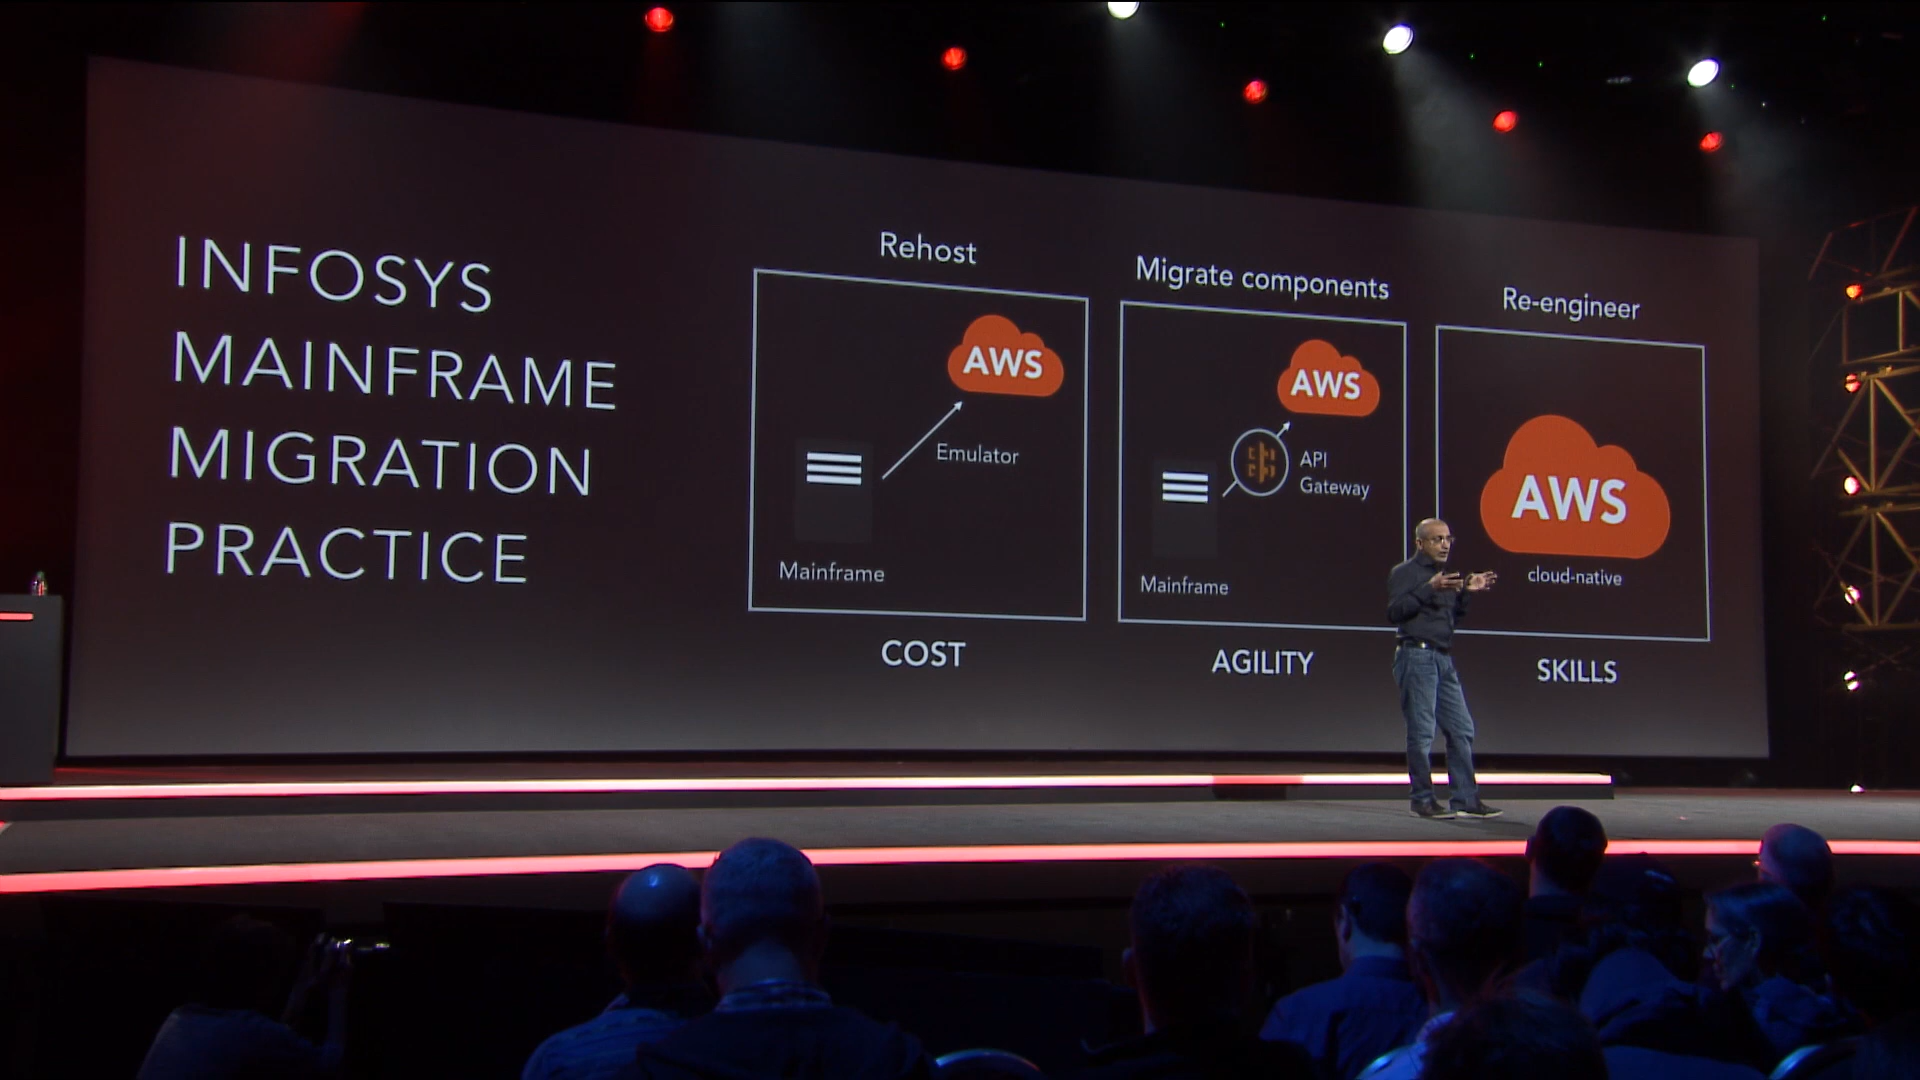 INFOSYS
MAINFRAME
MIGRATION
PRACTICE
Rehost
AWS
Emulator
Mainframe
COST
Migrate components
AWS
API
Gateway
Mainframe
AGILITY
Re-engineer
AWS
cloud-native
SKILLS